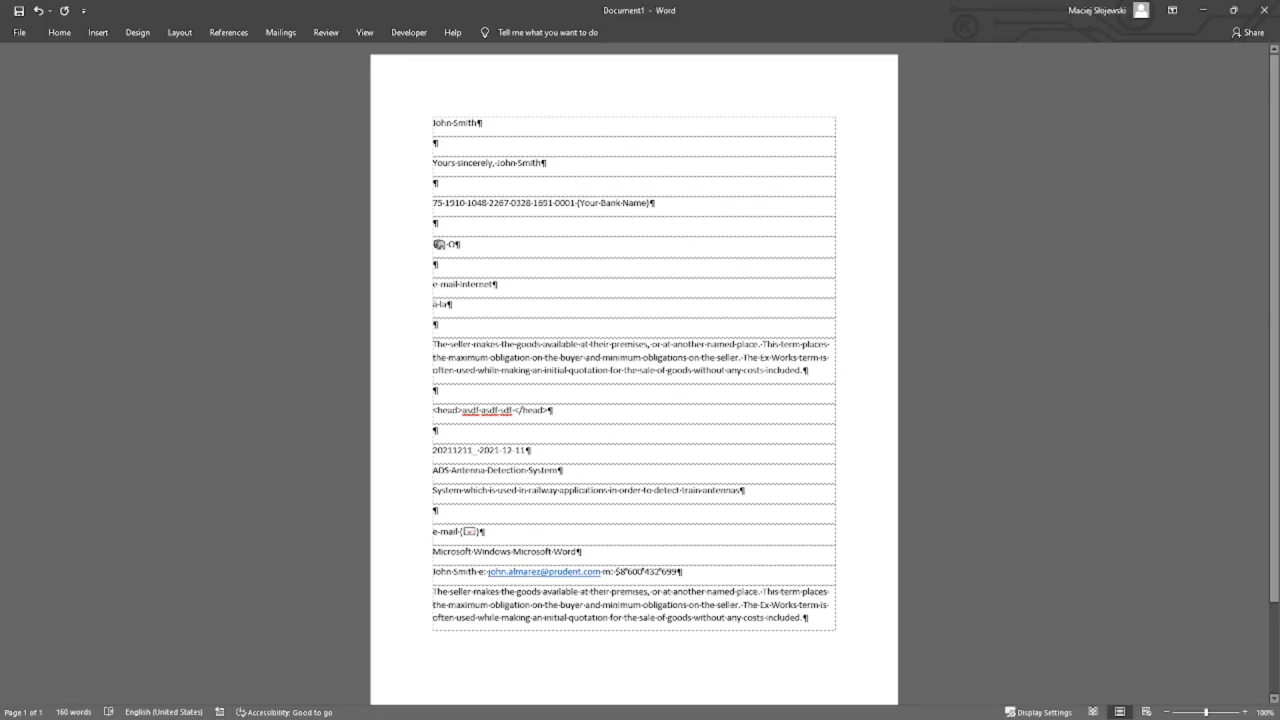 Document1 - Word
Maciej Słojewski
File Home Insert Design Layout References Mailings Review View Developer Help Tell me what you want to do
Share
John·Smith¶
¶
Yours·sincerely,·John·Smith¶
¶
75·1910·1048·2267·0328·1691·0001·(Your·Bank·Name)¶
¶
·Ω¶
¶
e-mail·Internet¶
à·la¶
¶
The·seller·makes·the·goods·available·at·their·premises,·or·at·another·named·place.·This·term·places·
the·maximum·obligation·on·the·buyer·and·minimum·obligations·on·the·seller.·The·Ex·Works·term·is·
often·used·while·making·an·initial·quotation·for·the·sale·of·goods·without·any·costs·included.¶
¶
<head>asdf·asdf·sdf·</head>¶
¶
20211211_·2021-12-11¶
ADS·Antenna·Detection·System¶
System·which·is·used·in·railway·applications·in·order·to·detect·train·antennas¶
¶
e-mail·()¶
Microsoft·Windows·Microsoft·Word¶
John·Smith·e:·john.almarez@prudent.com·m:·$8°600°432°699¶
The·seller·makes·the·goods·available·at·their·premises,·or·at·another·named·place.·This·term·places·
the·maximum·obligation·on·the·buyer·and·minimum·obligations·on·the·seller.·The·Ex·Works·term·is·
often·used·while·making·an·initial·quotation·for·the·sale·of·goods·without·any·costs·included.¶
Page 1 of 1 160 words English (United States) Accessibility: Good to go Display Settings 100%